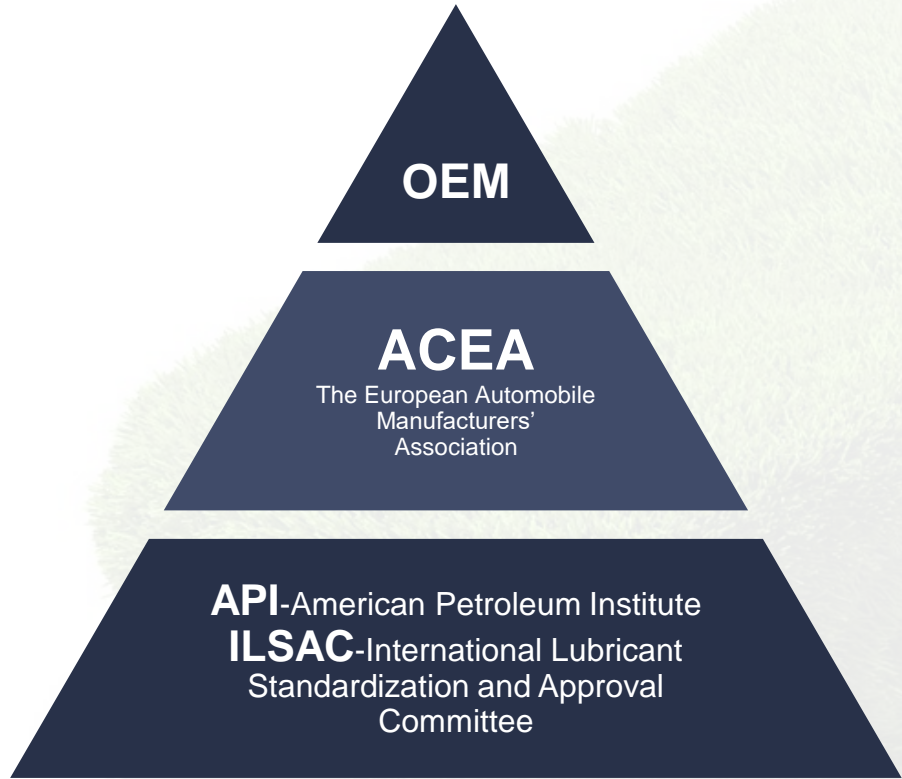 OEM
ACEA
The European Automobile
Manufacturers’
Association
API-American Petroleum Institute
ILSAC-International Lubricant
Standardization and Approval
Committee